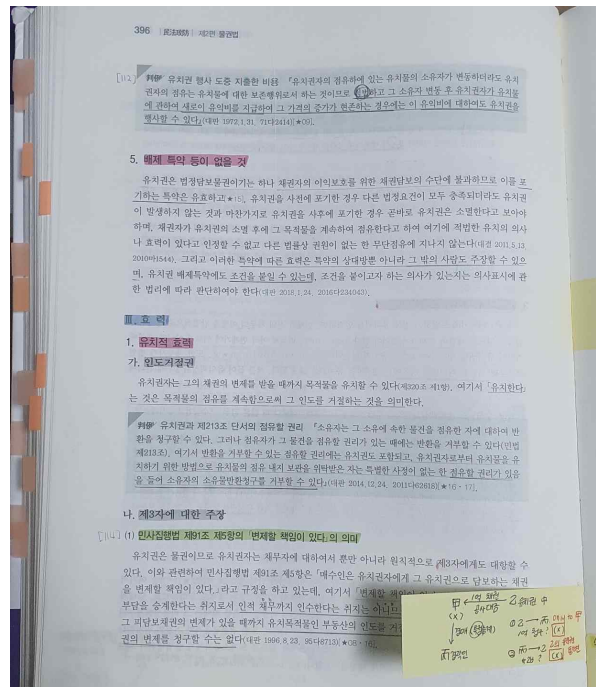 396 民法攻防 제2편 물권법
[112] 判例 유치권 행사 도중 지출한 비용 「유치권자의 점유하에 있는 유치물의 소유자가 변동하더라도 유치
권자의 점유는 유치물에 대한 보존행위로서 하는 것이므로 적법하고 그 소유자 변동 후 유치권자가 유치물
에 관하여 새로이 유익비를 지급하여 그 가격의 증가가 현존하는 경우에는 이 유익비에 대하여도 유치권을
행사할 수 있다」(대판 1972.1.31. 71다2414)[★09].
5. 배제 특약 등이 없을 것
유치권은 법정담보물권이기는 하나 채권자의 이익보호를 위한 채권담보의 수단에 불과하므로 이를 포
기하는 특약은 유효하고[★15], 유치권을 사전에 포기한 경우 다른 법정요건이 모두 충족되더라도 유치권
이 발생하지 않는 것과 마찬가지로 유치권을 사후에 포기한 경우 곧바로 유치권은 소멸한다고 보아야
하며, 채권자가 유치권의 소멸 후에 그 목적물을 계속하여 점유한다고 하여 여기에 적법한 유치의 의사
나 효력이 있다고 인정할 수 없고 다른 법률상 권원이 없는 한 무단점유에 지나지 않는다(대결 2011.5.13.
2010마1544). 그리고 이러한 특약에 따른 효력은 특약의 상대방뿐 아니라 그 밖의 사람도 주장할 수 있으
며, 유치권 배제특약에도 조건을 붙일 수 있는데, 조건을 붙이고자 하는 의사가 있는지는 의사표시에 관
한 법리에 따라 판단하여야 한다(대판 2018.1.24. 2016다234043).
Ⅲ. 효 력
1. 유치적 효력
가. 인도거절권
유치권자는 그의 채권의 변제를 받을 때까지 목적물을 유치할 수 있다(제320조 제1항). 여기서 「유치한다」
는 것은 목적물의 점유를 계속함으로써 그 인도를 거절하는 것을 의미한다.
判例 유치권과 제213조 단서의 점유할 권리 「소유자는 그 소유에 속한 물건을 점유한 자에 대하여 반
환을 청구할 수 있다. 그러나 점유자가 그 물건을 점유할 권리가 있는 때에는 반환을 거부할 수 있다(민법
제213조). 여기서 반환을 거부할 수 있는 점유할 권리에는 유치권도 포함되고, 유치권자로부터 유치물을 유
치하기 위한 방법으로 유치물의 점유 내지 보관을 위탁받은 자는 특별한 사정이 없는 한 점유할 권리가 있음
을 들어 소유자의 소유물반환청구를 거부할 수 있다」(대판 2014.12.24. 2011다62618)[★16·17].
나. 제3자에 대한 주장
[114] (1) 민사집행법 제91조 제5항의 「변제할 책임이 있다」의 의미
유치권은 물권이므로 유치권자는 채무자에 대하여서 뿐만 아니라 원칙적으로 제3자에게도 대항할 수
있다. 이와 관련하여 민사집행법 제91조 제5항은 「매수인은 유치권자에게 그 유치권으로 담보하는 채권
을 변제할 책임이 있다.」라고 규정을 하고 있는데, 여기서 「변제할 책임이
부담을 승계한다는 취지로서 인적 채무까지 인수한다는 취지는 아니
그 피담보채권의 변제가 있을 때까지 유치목적물인 부동산의 인도를 거
권의 변제를 청구할 수는 없다(대판 1996.8.23. 95다8713)[★08·16].
甲 ← 1억 채권 공사대금 乙 유치권 中
(X)
↓ 경매
丙 경락인